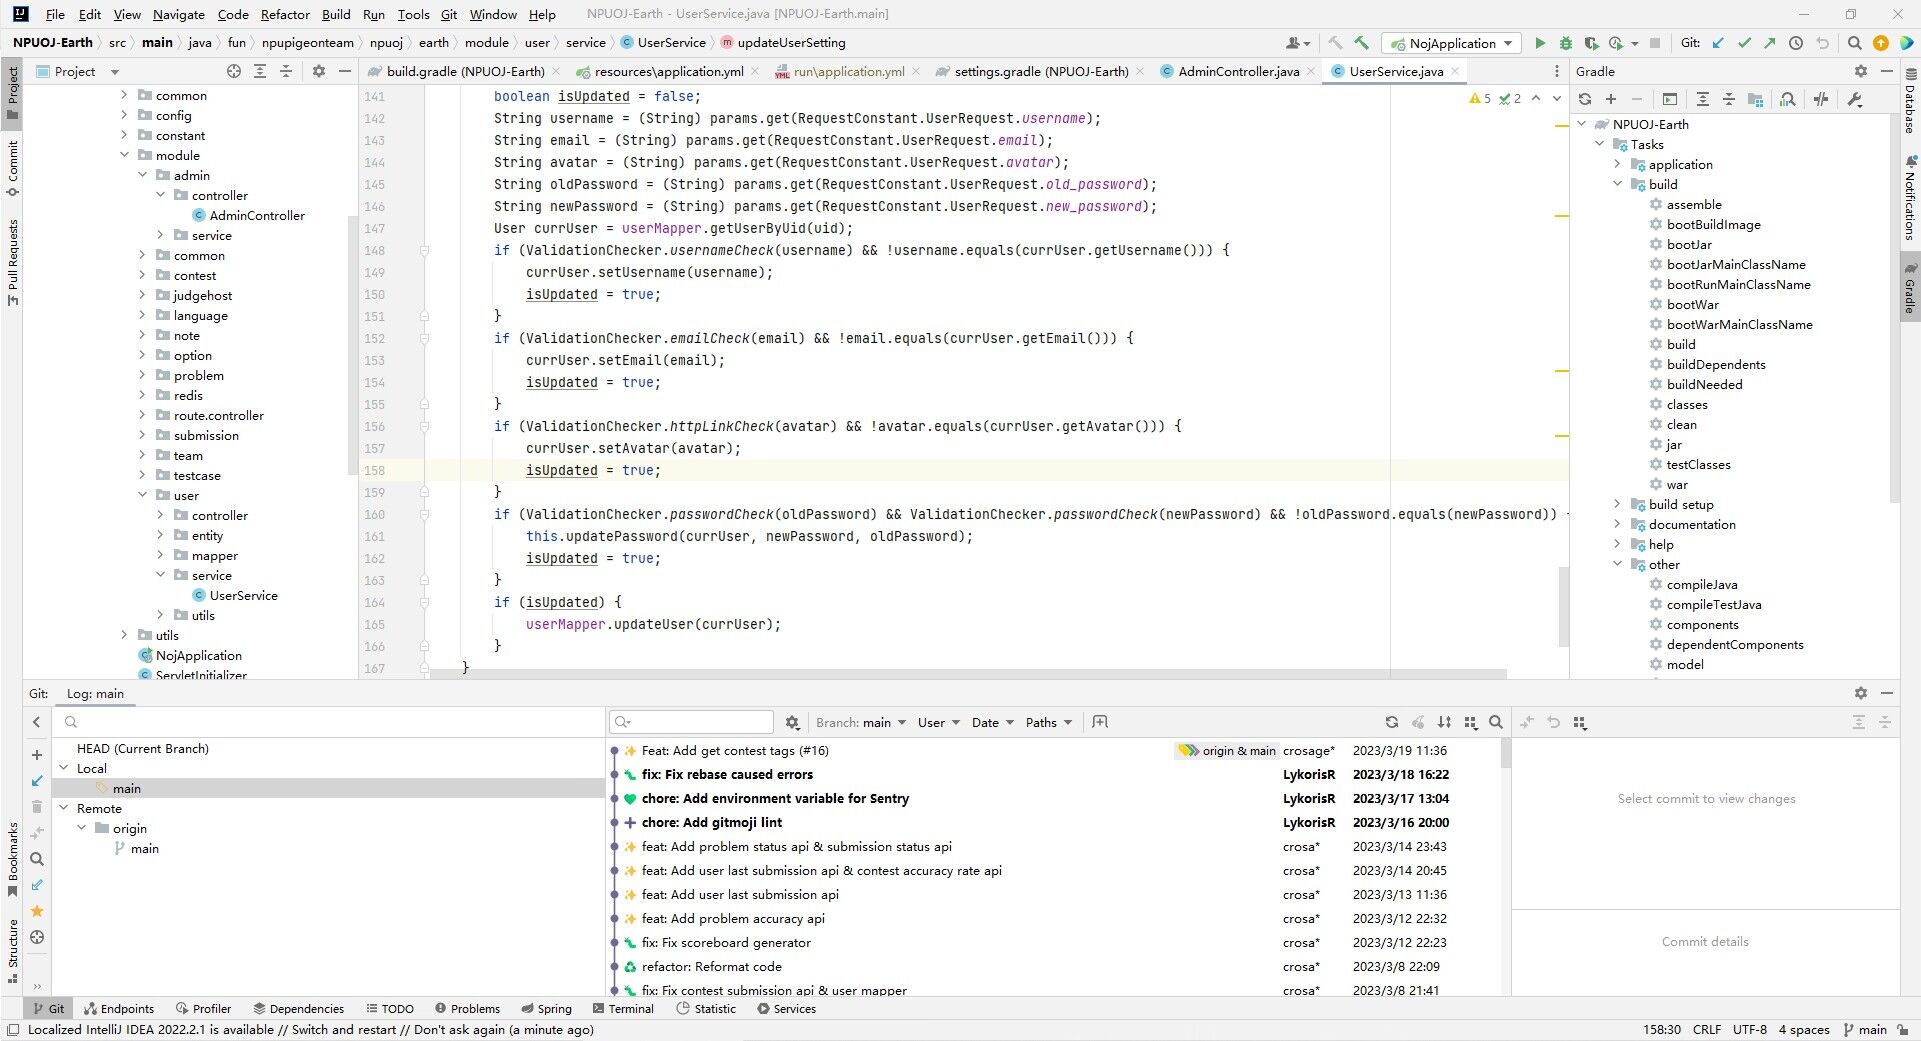 File Edit View Navigate Code Refactor Build Run Tools Git Window Help NPUOJ-Earth - UserService.java [NPUOJ-Earth.main]
NPUOJ-Earth src main java fun npupigeonteam npuoj earth module user service UserService updateUserSetting NojApplication Git:
Project
Commit
Pull Requests
Bookmarks
Structure
Project
common
config
constant
module
admin
controller
AdminController
service
common
contest
judgehost
language
note
option
problem
redis
route.controller
submission
team
testcase
user
controller
entity
mapper
service
UserService
utils
utils
NojApplication
ServletInitializer
build.gradle (NPUOJ-Earth) resources\application.yml run\application.yml settings.gradle (NPUOJ-Earth) AdminController.java UserService.java
5 2
141 boolean isUpdated = false;
142 String username = (String) params.get(RequestConstant.UserRequest.username);
143 String email = (String) params.get(RequestConstant.UserRequest.email);
144 String avatar = (String) params.get(RequestConstant.UserRequest.avatar);
145 String oldPassword = (String) params.get(RequestConstant.UserRequest.old_password);
146 String newPassword = (String) params.get(RequestConstant.UserRequest.new_password);
147 User currUser = userMapper.getUserByUid(uid);
148 if (ValidationChecker.usernameCheck(username) && !username.equals(currUser.getUsername())) {
149 currUser.setUsername(username);
150 isUpdated = true;
151 }
152 if (ValidationChecker.emailCheck(email) && !email.equals(currUser.getEmail())) {
153 currUser.setEmail(email);
154 isUpdated = true;
155 }
156 if (ValidationChecker.httpLinkCheck(avatar) && !avatar.equals(currUser.getAvatar())) {
157 currUser.setAvatar(avatar);
158 isUpdated = true;
159 }
160 if (ValidationChecker.passwordCheck(oldPassword) && ValidationChecker.passwordCheck(newPassword) && !oldPassword.equals(newPassword))
161 this.updatePassword(currUser, newPassword, oldPassword);
162 isUpdated = true;
163 }
164 if (isUpdated) {
165 userMapper.updateUser(currUser);
166 }
167 }
Gradle
NPUOJ-Earth
Tasks
application
build
assemble
bootBuildImage
bootJar
bootJarMainClassName
bootRunMainClassName
bootWar
bootWarMainClassName
build
buildDependents
buildNeeded
classes
clean
jar
testClasses
war
build setup
documentation
help
other
compileJava
compileTestJava
components
dependentComponents
model
Database
Notifications
Gradle
Git: Log: main
HEAD (Current Branch)
Local
main
Remote
origin
main
Branch: main User Date Paths
Feat: Add get contest tags (#16) origin & main crosage* 2023/3/19 11:36
fix: Fix rebase caused errors LykorisR 2023/3/18 16:22
chore: Add environment variable for Sentry LykorisR 2023/3/17 13:04
chore: Add gitmoji lint LykorisR 2023/3/16 20:00
feat: Add problem status api & submission status api crosa* 2023/3/14 23:43
feat: Add user last submission api & contest accuracy rate api crosa* 2023/3/14 20:45
feat: Add user last submission api crosa* 2023/3/13 11:36
feat: Add problem accuracy api crosa* 2023/3/12 22:32
fix: Fix scoreboard generator crosa* 2023/3/12 22:23
refactor: Reformat code crosa* 2023/3/8 22:09
fix: Fix contest submission api & user mapper crosa* 2023/3/8 21:41
Select commit to view changes
Commit details
Git Endpoints Profiler Dependencies TODO Problems Spring Terminal Statistic Services
Localized IntelliJ IDEA 2022.2.1 is available // Switch and restart // Don't ask again (a minute ago) 158:30 CRLF UTF-8 4 spaces main